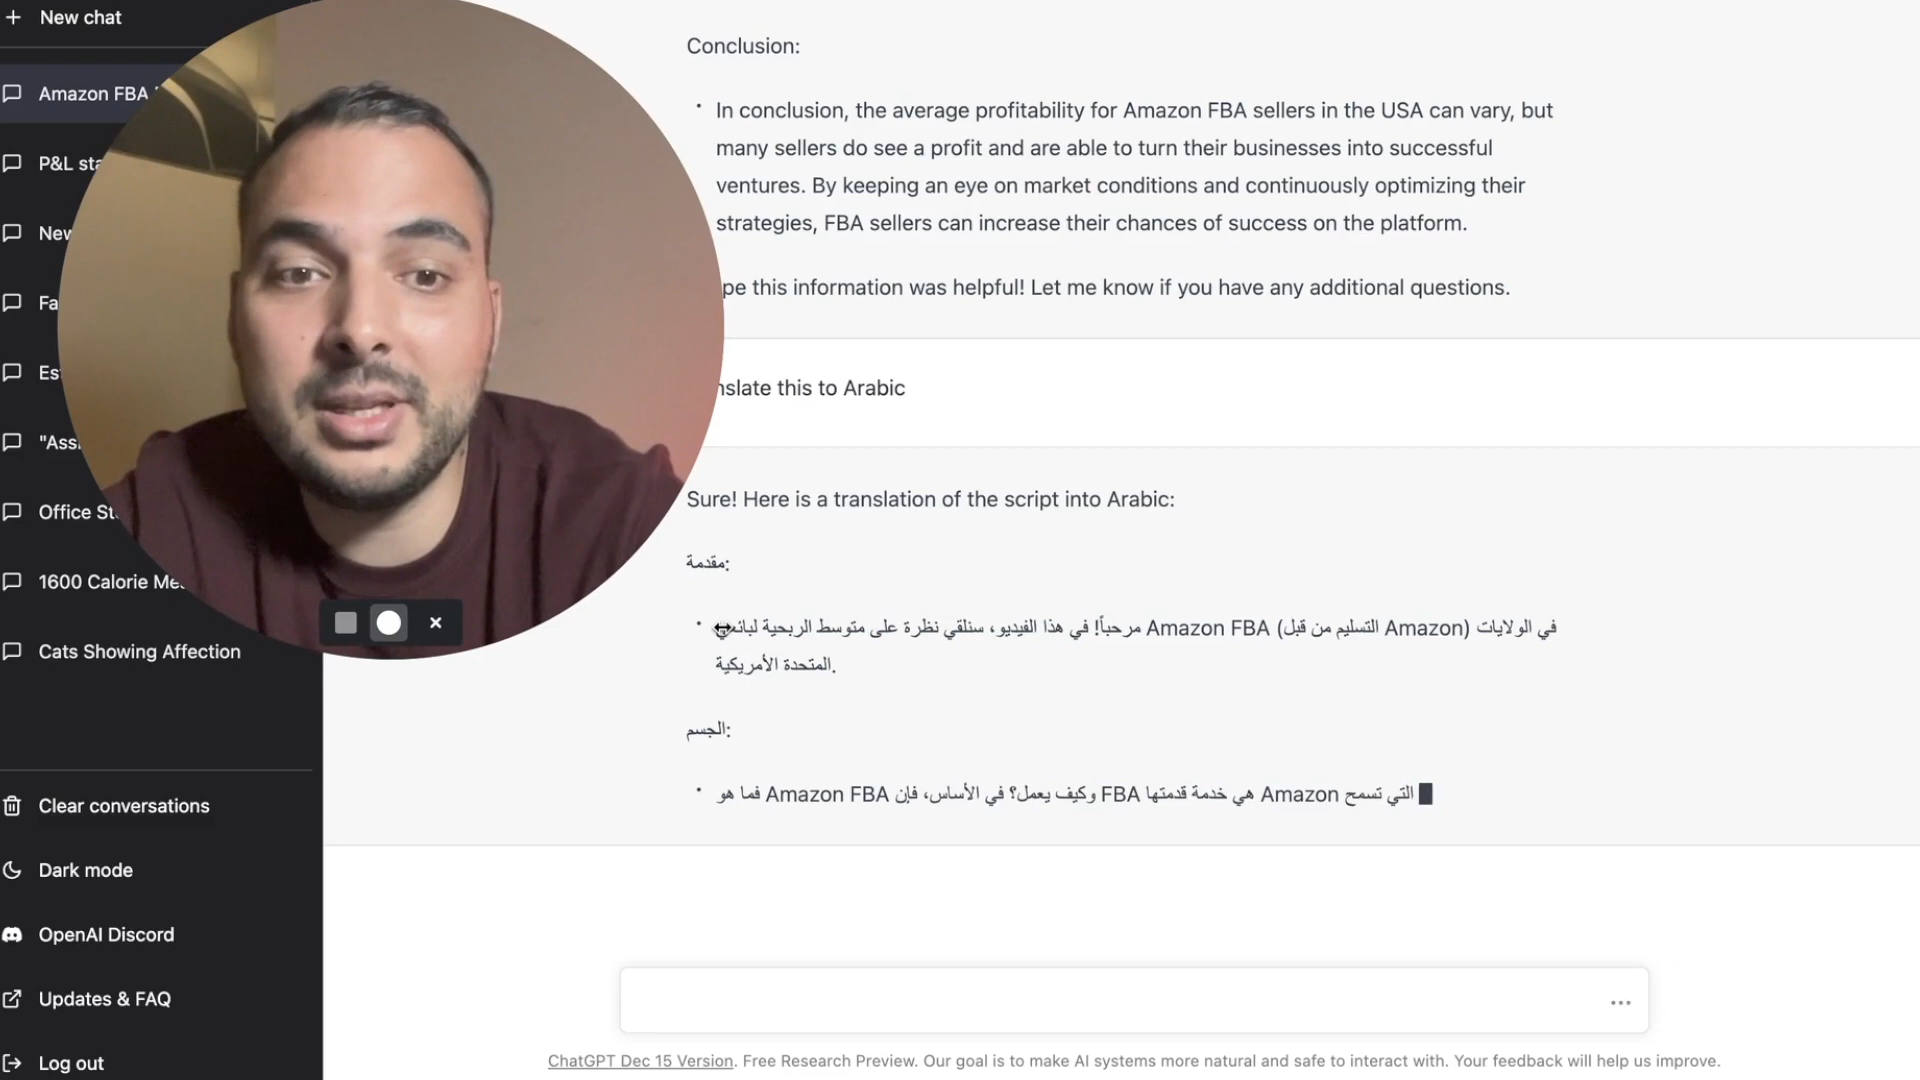 New chat
Amazon FBA
P&L sta
New
Fa
Es
"Ass
Office St
1600 Calorie Me
Cats Showing Affection
Clear conversations
Dark mode
OpenAI Discord
Updates & FAQ
Log out
Conclusion:
• In conclusion, the average profitability for Amazon FBA sellers in the USA can vary, but
many sellers do see a profit and are able to turn their businesses into successful
ventures. By keeping an eye on market conditions and continuously optimizing their
strategies, FBA sellers can increase their chances of success on the platform.
pe this information was helpful! Let me know if you have any additional questions.
nslate this to Arabic
Sure! Here is a translation of the script into Arabic:
مقدمة:
• مرحباً! في هذا الفيديو، سنلقي نظرة على متوسط الربحية لبائعي Amazon FBA (التسليم من قبل Amazon) في الولايات
المتحدة الأمريكية.
الجسم:
• فما هو Amazon FBA وكيف يعمل؟ في الأساس، فإن FBA هي خدمة قدمتها Amazon التي تسمح
ChatGPT Dec 15 Version. Free Research Preview. Our goal is to make AI systems more natural and safe to interact with. Your feedback will help us improve.